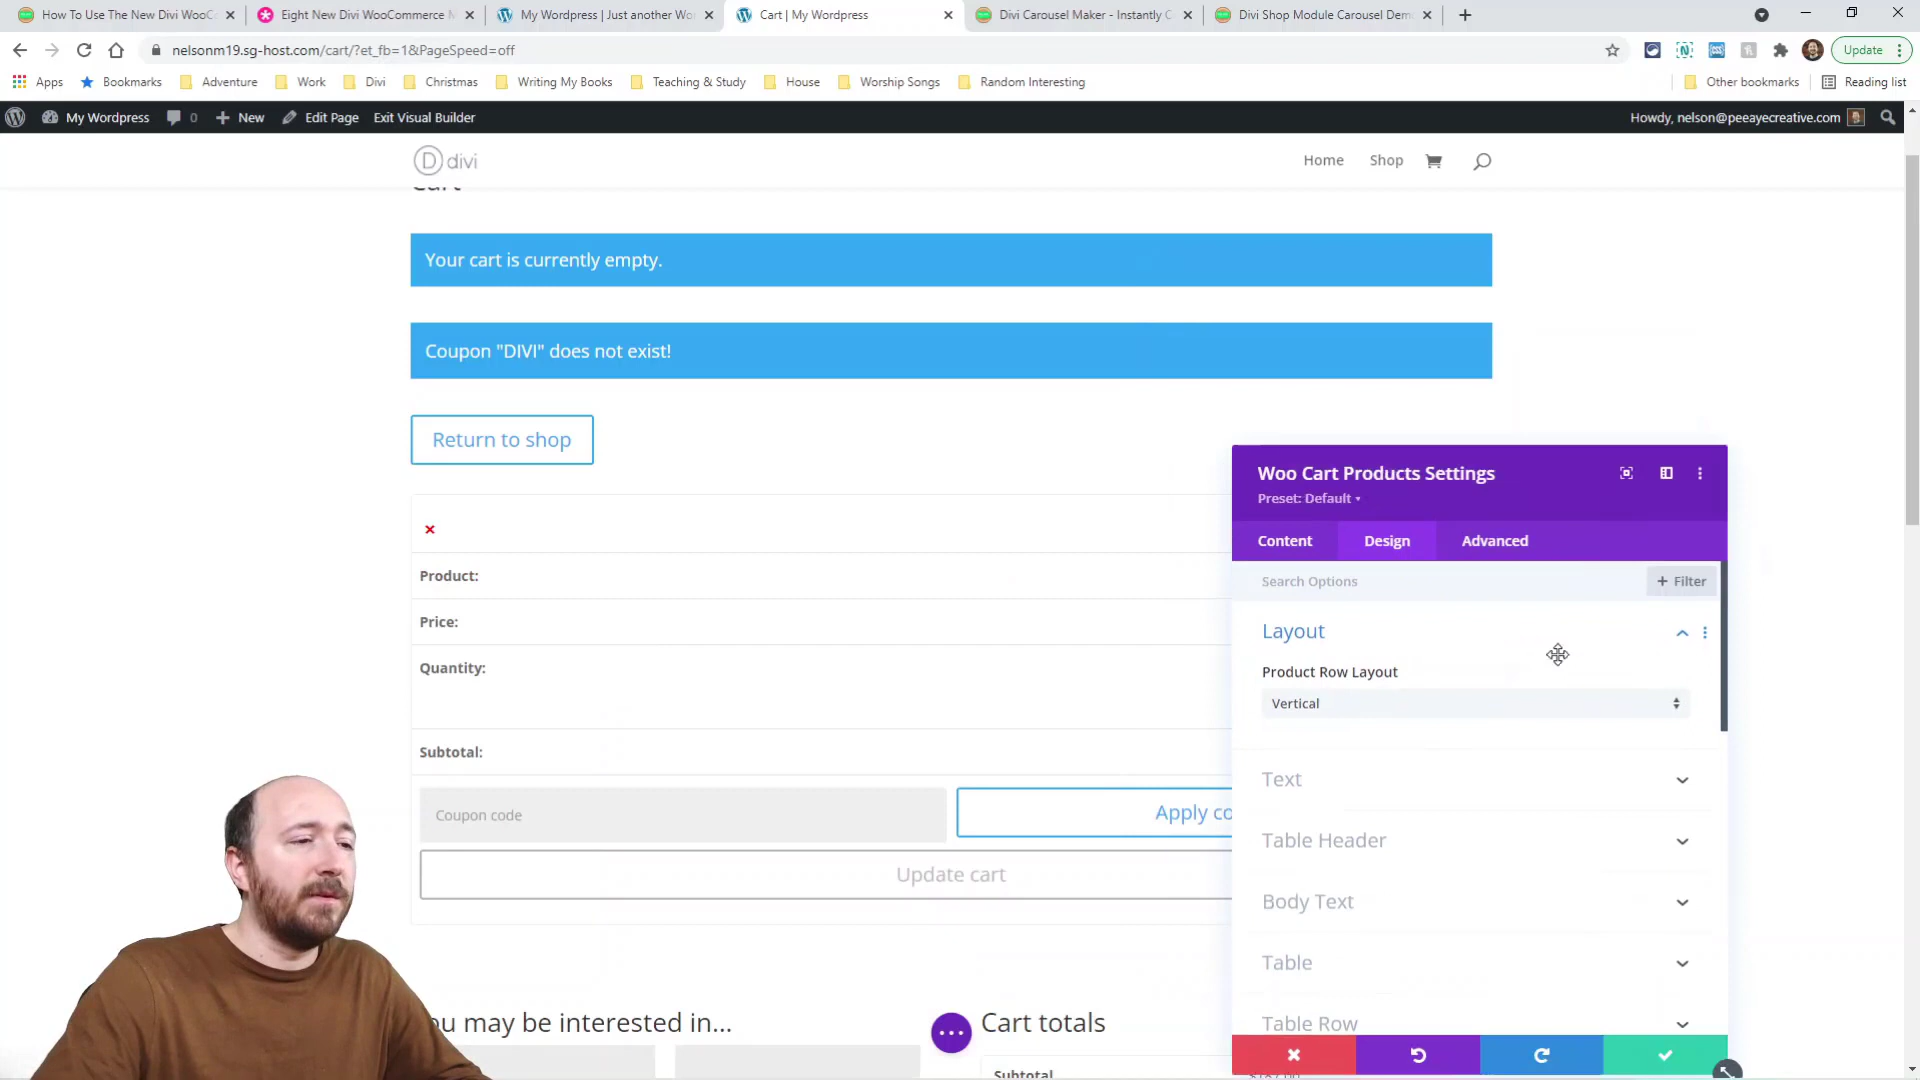 How To Use The New Divi WooC
Eight New Divi WooCommerce M
My Wordpress | Just another Wor
Cart | My Wordpress
Divi Carousel Maker - Instantly C
Divi Shop Module Carousel Dem
nelsonm19.sg-host.com/cart/?et_fb=1&PageSpeed=off
Update
Apps
Bookmarks
Adventure
Work
Divi
Christmas
Writing My Books
Teaching & Study
House
Worship Songs
Random Interesting
Other bookmarks
Reading list
My Wordpress
0
New
Edit Page
Exit Visual Builder
Howdy, nelson@peeayecreative.com
D divi
Home
Shop
Cart
Your cart is currently empty.
Coupon "DIVI" does not exist!
Return to shop
Product:
Price:
Quantity:
Subtotal:
Coupon code
Apply co
Update cart
ou may be interested in...
Cart totals
Subtotal
Woo Cart Products Settings
Preset: Default
Content
Design
Advanced
Search Options
+ Filter
Layout
Product Row Layout
Vertical
Text
Table Header
Body Text
Table
Table Row